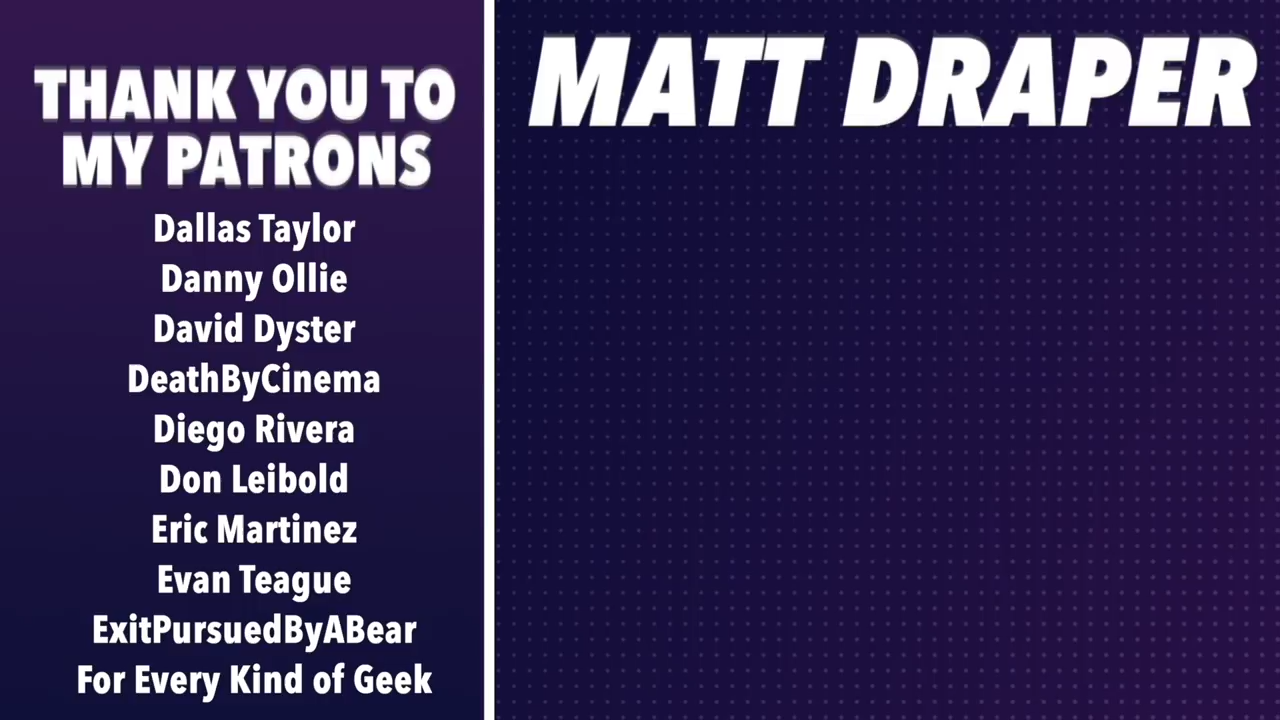 THANK YOU TO
MY PATRONS
Dallas Taylor
Danny Ollie
David Dyster
DeathByCinema
Diego Rivera
Don Leibold
Eric Martinez
Evan Teague
ExitPursuedByABear
For Every Kind of Geek
MATT DRAPER